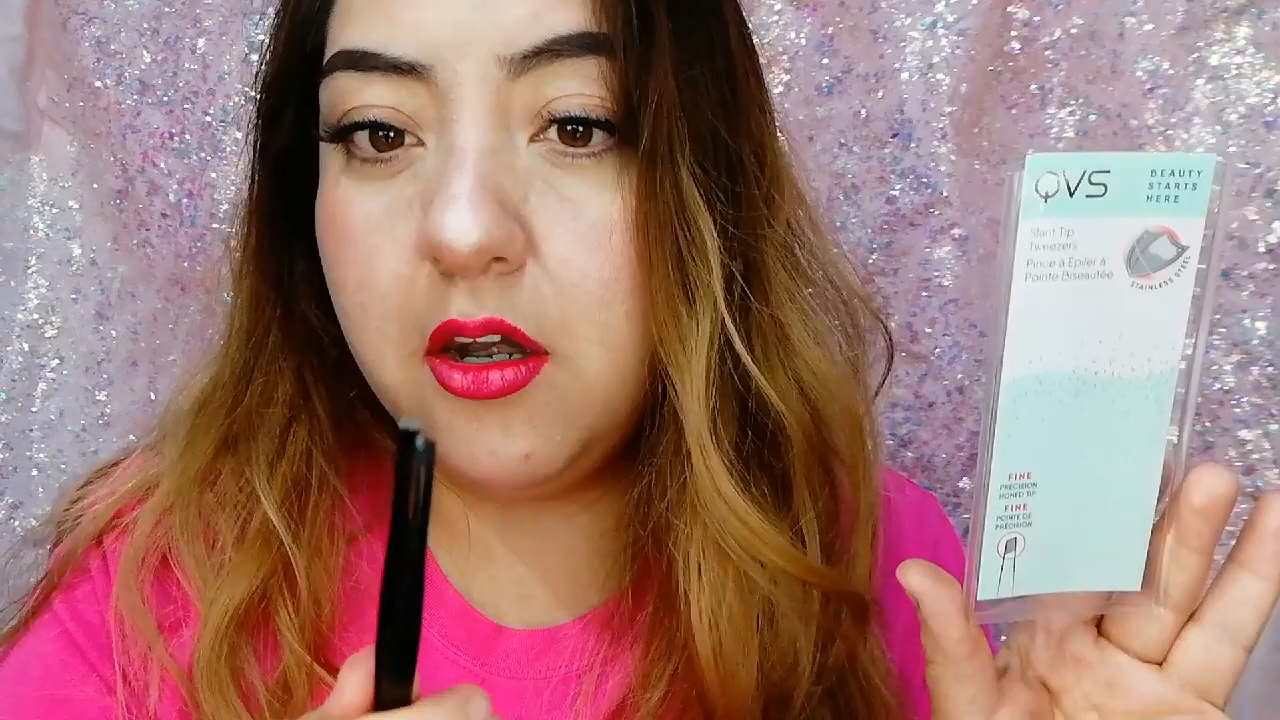 QVS
BEAUTY
STARTS
HERE
Slant Tip
Tweezers
Pince à Epiler à
Pointe Biseautée
STAINLESS STEEL
FINE
PRECISION
HONED TIP
FINE
POINTE DE
PRÉCISION